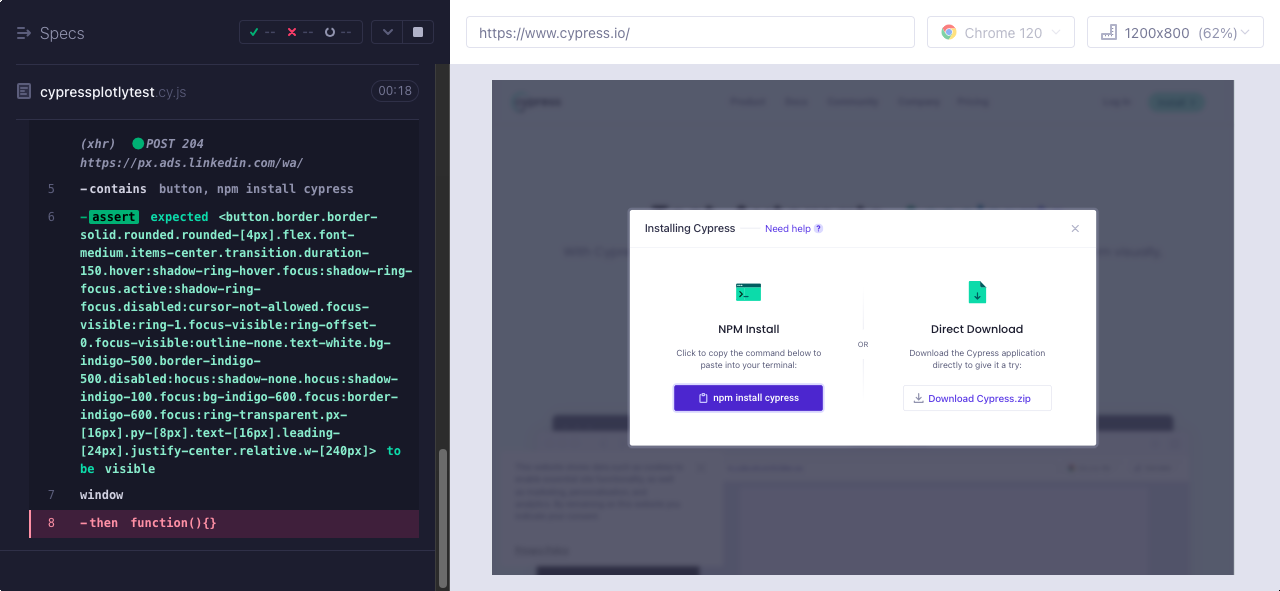 Specs
-- -- --
https://www.cypress.io/
Chrome 120
1200x800 (62%)
cypressplotlytest.cy.js
00:18
(xhr) POST 204
https://px.ads.linkedin.com/wa/
5 -contains button, npm install cypress
6 -assert expected <button.border.border-
solid.rounded.rounded-[4px].flex.font-
medium.items-center.transition.duration-
150.hover:shadow-ring-hover.focus:shadow-ring-
focus.active:shadow-ring-
focus.disabled:cursor-not-allowed.focus-
visible:ring-1.focus-visible:ring-offset-
0.focus-visible:outline-none.text-white.bg-
indigo-500.border-indigo-
500.disabled:hocus:shadow-none.hocus:shadow-
indigo-100.focus:bg-indigo-600.focus:border-
indigo-600.focus:ring-transparent.px-
[16px].py-[8px].text-[16px].leading-
[24px].justify-center.relative.w-[240px]> to
be visible
7 window
8 -then function(){}
Installing Cypress
Need help ?
NPM Install
Click to copy the command below to
paste into your terminal:
npm install cypress
OR
Direct Download
Download the Cypress application
directly to give it a try:
Download Cypress.zip